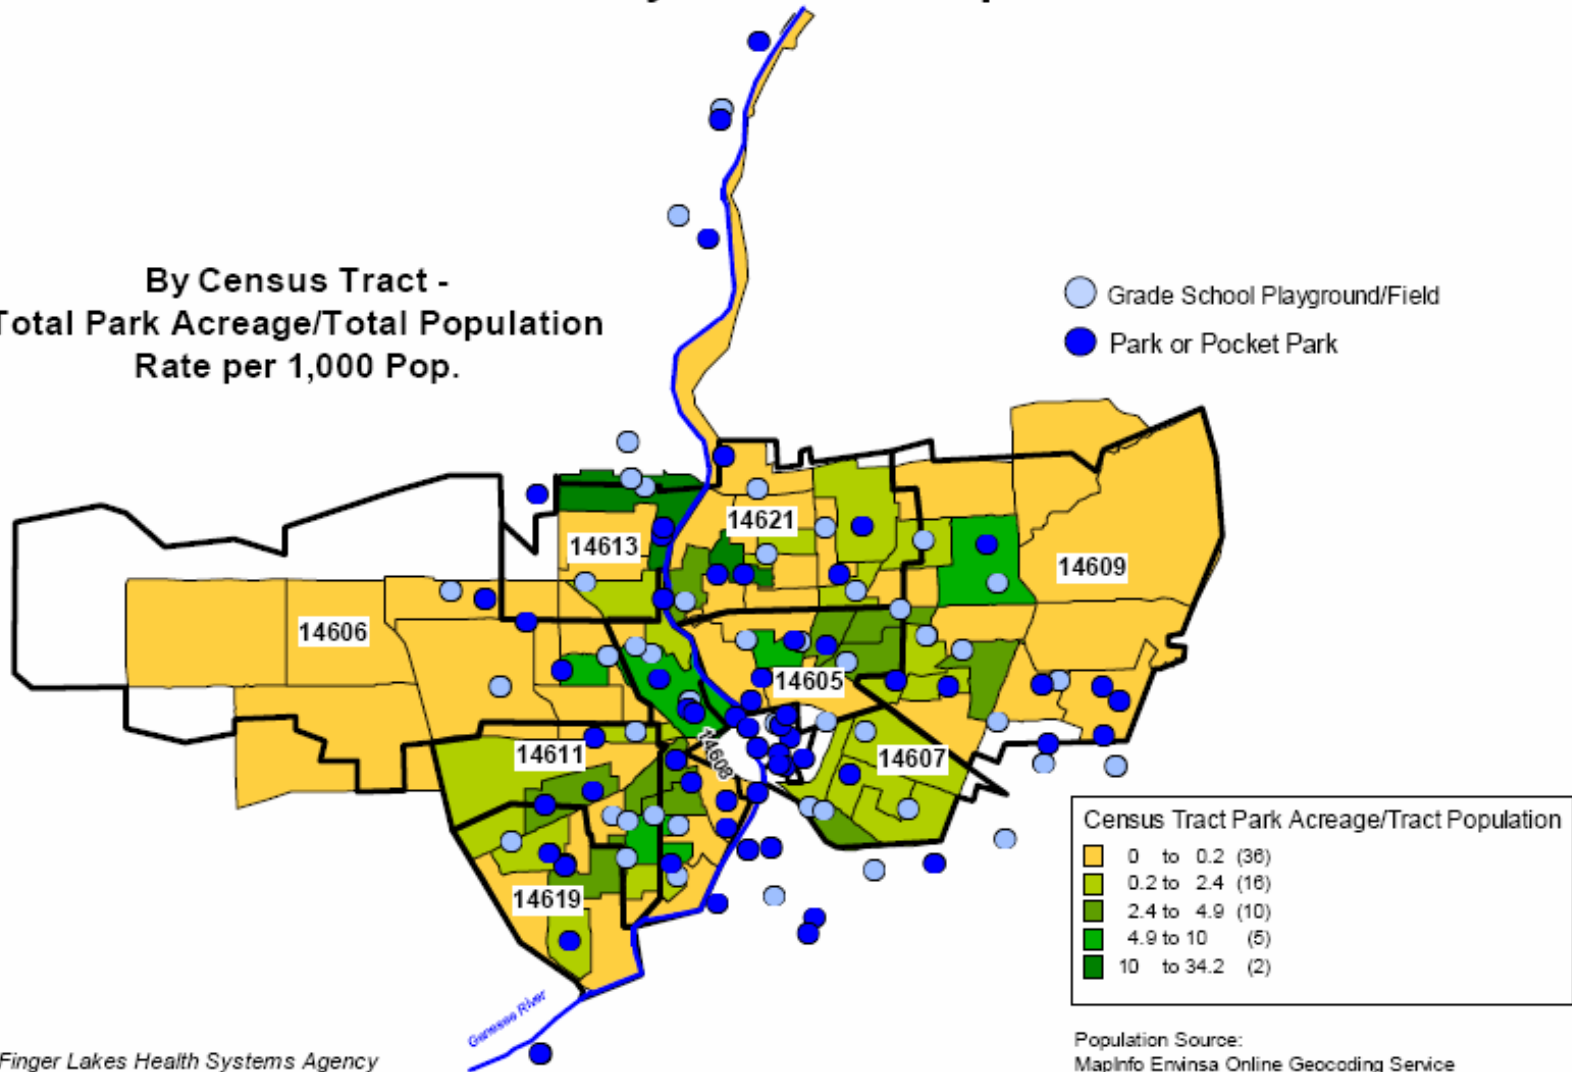 By Census Tract -
Total Park Acreage/Total Population
Rate per 1,000 Pop.
Grade School Playground/Field
Park or Pocket Park
14621
14613
14609
14606
14605
14608
14611
14607
14619
Census Tract Park Acreage/Tract Population
0 to 0.2 (36)
0.2 to 2.4 (16)
2.4 to 4.9 (10)
4.9 to 10 (5)
10 to 34.2 (2)
Genesee River
Finger Lakes Health Systems Agency
Population Source:
MapInfo Envinsa Online Geocoding Service